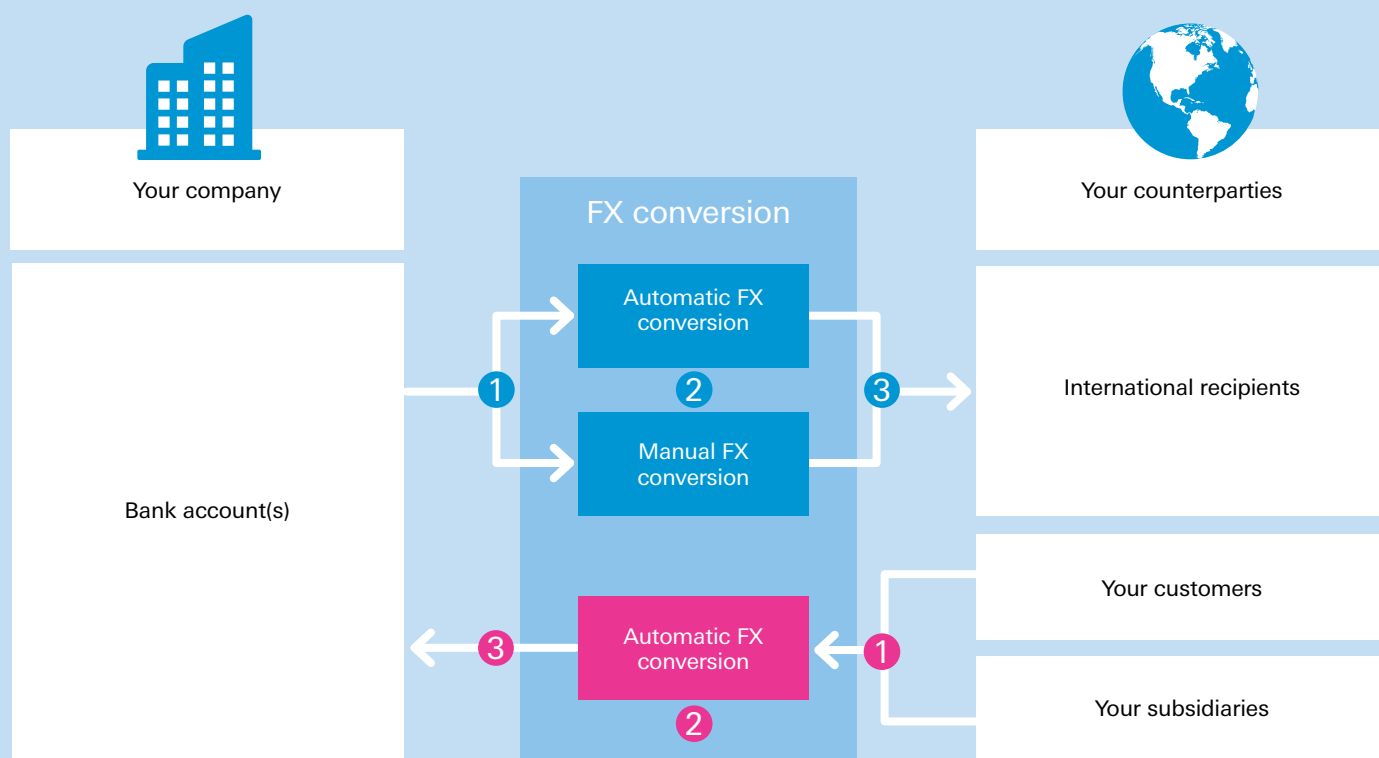 Your company
Your counterparties
FX conversion
Automatic FX
conversion
1
2
3
International recipients
Manual FX
conversion
Bank account(s)
Your customers
Automatic FX
conversion
3
1
2
Your subsidiaries